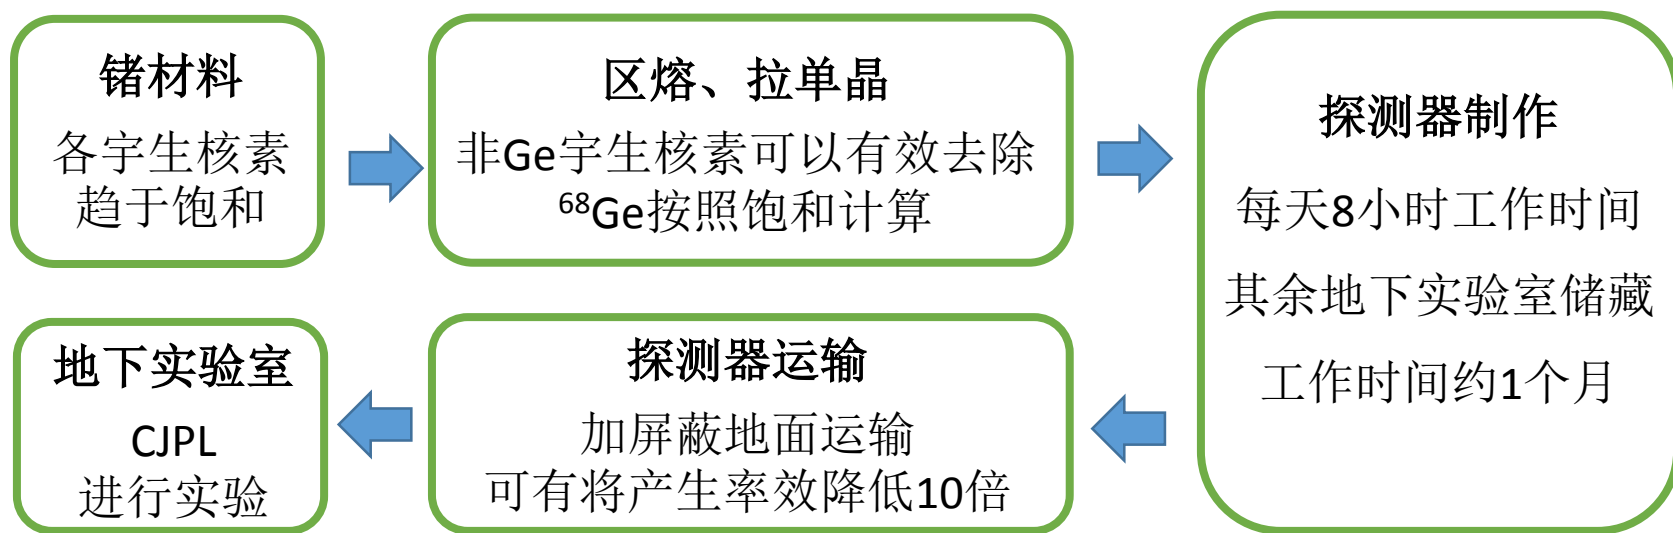 锗材料
各宇生核素
趋于饱和
区熔、拉单晶
非Ge宇生核素可以有效去除
⁶⁸Ge按照饱和计算
探测器制作
每天8小时工作时间
其余地下实验室储藏
工作时间约1个月
探测器运输
加屏蔽地面运输
可有将产生率效降低10倍
地下实验室
CJPL
进行实验